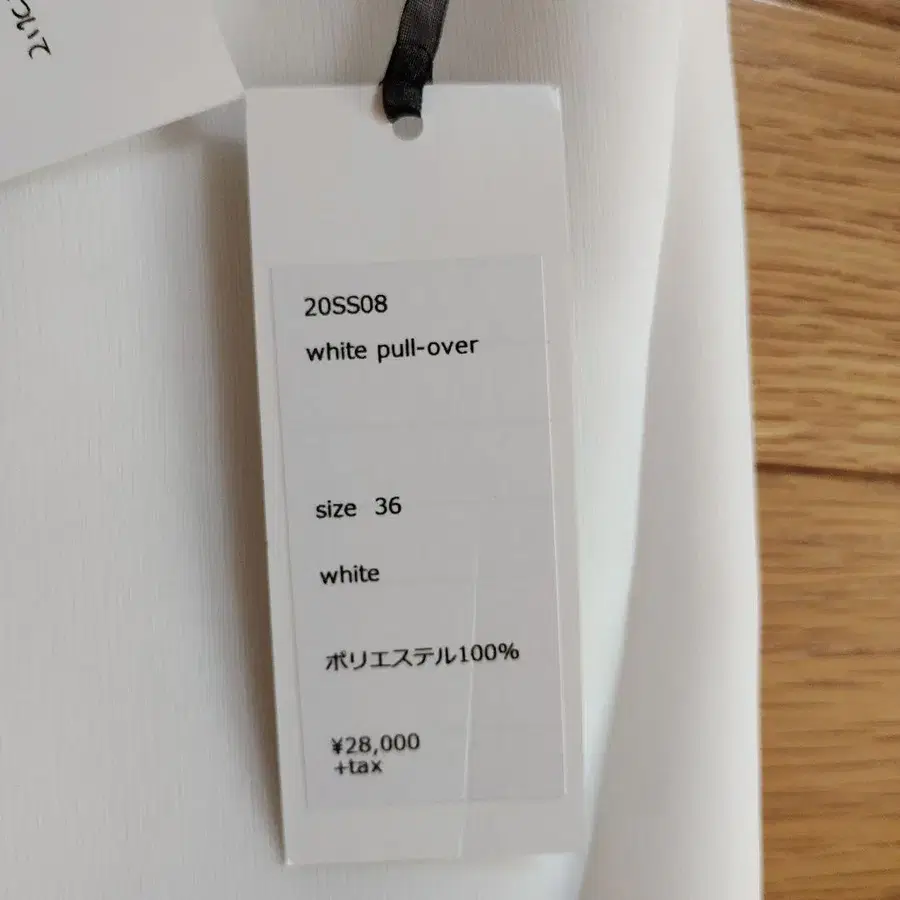 20SS08
white pull-over
size 36
white
ポリエステル100%
¥28,000
+tax